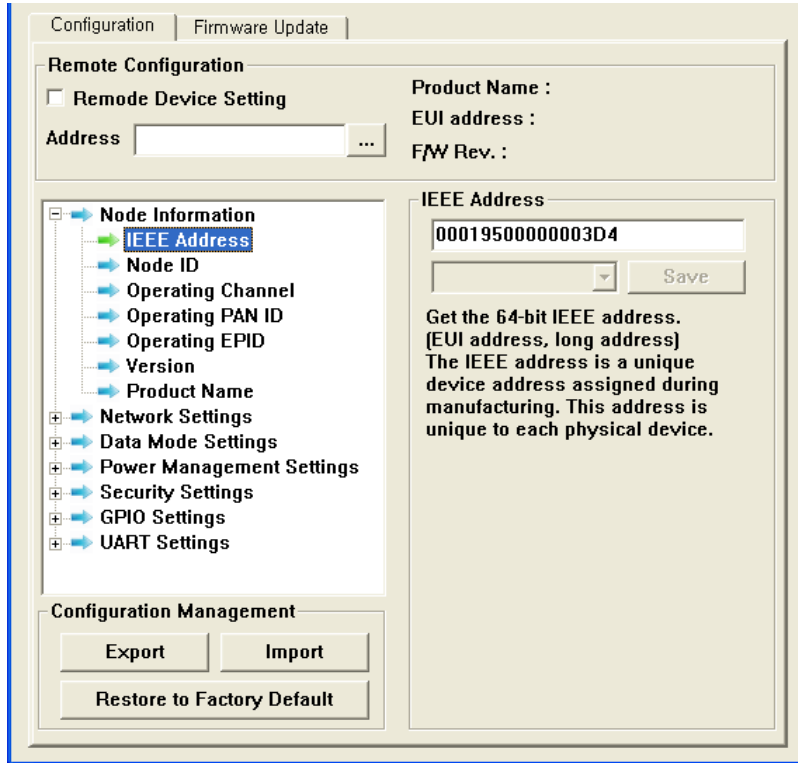 Configuration
Firmware Update
Remote Configuration
Remode Device Setting
Address
...
Product Name :
EUI address :
F/W Rev. :
Node Information
IEEE Address
Node ID
Operating Channel
Operating PAN ID
Operating EPID
Version
Product Name
Network Settings
Data Mode Settings
Power Management Settings
Security Settings
GPIO Settings
UART Settings
IEEE Address
00019500000003D4
Save
Get the 64-bit IEEE address.
(EUI address, long address)
The IEEE address is a unique
device address assigned during
manufacturing. This address is
unique to each physical device.
Configuration Management
Export
Import
Restore to Factory Default